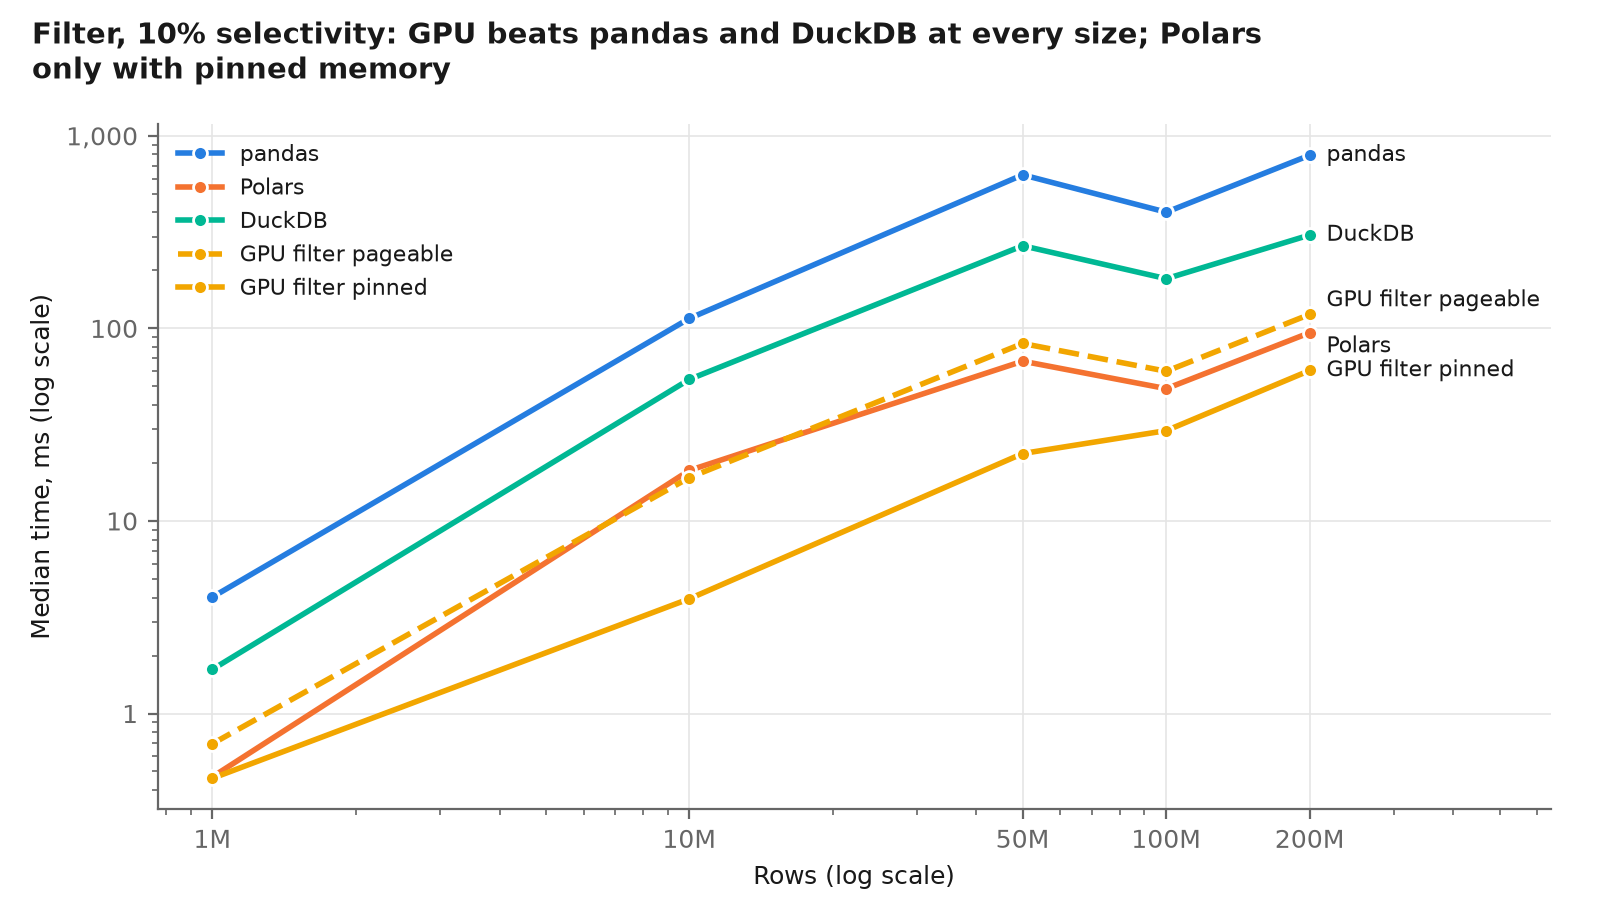 Filter, 10% selectivity: GPU beats pandas and DuckDB at every size; Polars
only with pinned memory
1,000
100
10
1
Median time, ms (log scale)
pandas
Polars
DuckDB
GPU filter pageable
GPU filter pinned
pandas
DuckDB
GPU filter pageable
Polars
GPU filter pinned
1M
10M
50M
100M
200M
Rows (log scale)